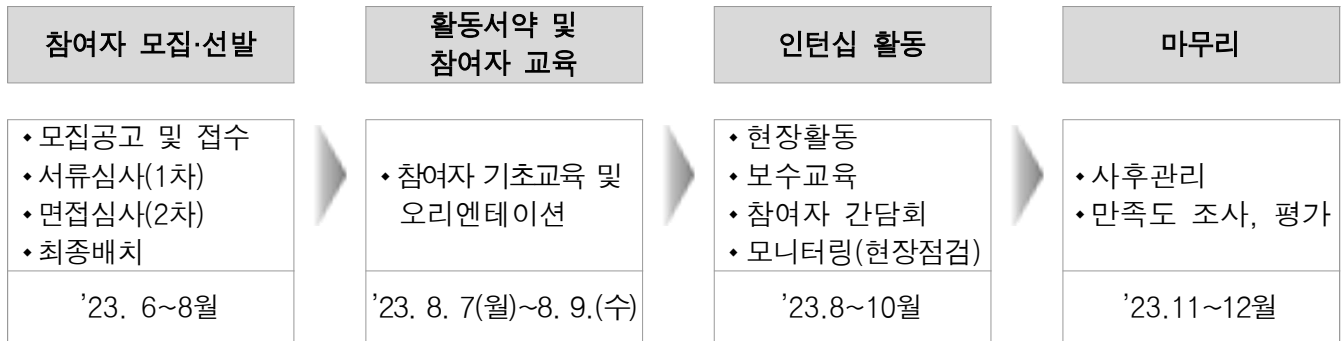 참여자 모집·선발
활동서약 및
참여자 교육
인턴십 활동
마무리
◆모집공고 및 접수
◆서류심사(1차)
◆면접심사(2차)
◆최종배치
◆참여자 기초교육 및
오리엔테이션
◆현장활동
◆보수교육
◆참여자 간담회
◆모니터링(현장점검)
◆사후관리
◆만족도 조사, 평가
’23. 6~8월
’23. 8. 7(월)~8. 9.(수)
’23.8~10월
’23.11~12월